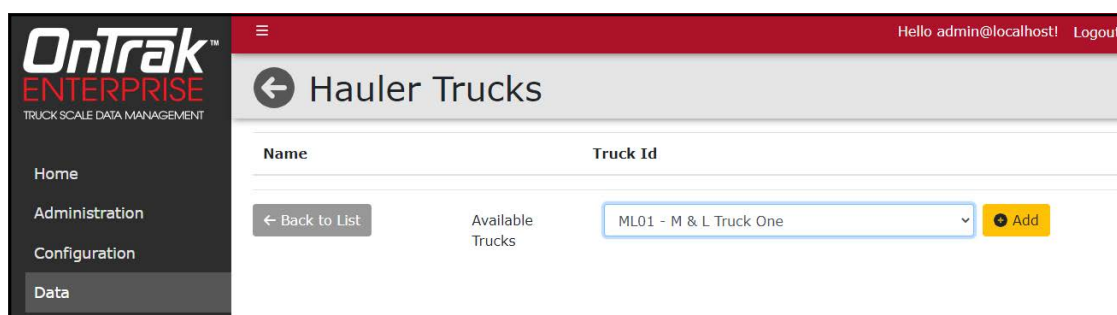 OnTrak™
ENTERPRISE
TRUCK SCALE DATA MANAGEMENT
Home
Administration
Configuration
Data
Hello admin@localhost! Logout
Hauler Trucks
Name Truck Id
← Back to List Available Trucks ML01 - M & L Truck One Add